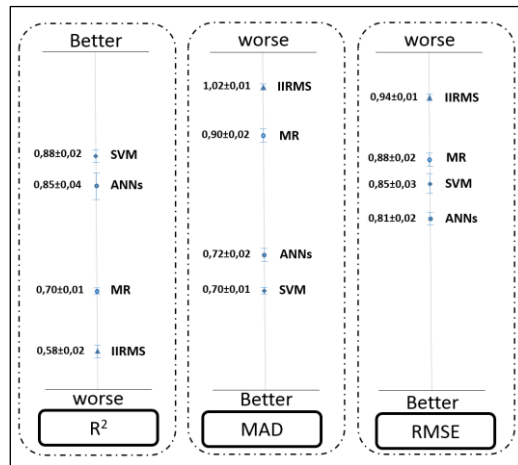 Better
0,88±0,02 SVM
0,85±0,04 ANNs
0,70±0,01 MR
0,58±0,02 IIRMS
worse
R²
worse
1,02±0,01 IIRMS
0,90±0,02 MR
0,72±0,02 ANNs
0,70±0,01 SVM
Better
MAD
worse
0,94±0,01 IIRMS
0,88±0,02 MR
0,85±0,03 SVM
0,81±0,02 ANNs
Better
RMSE